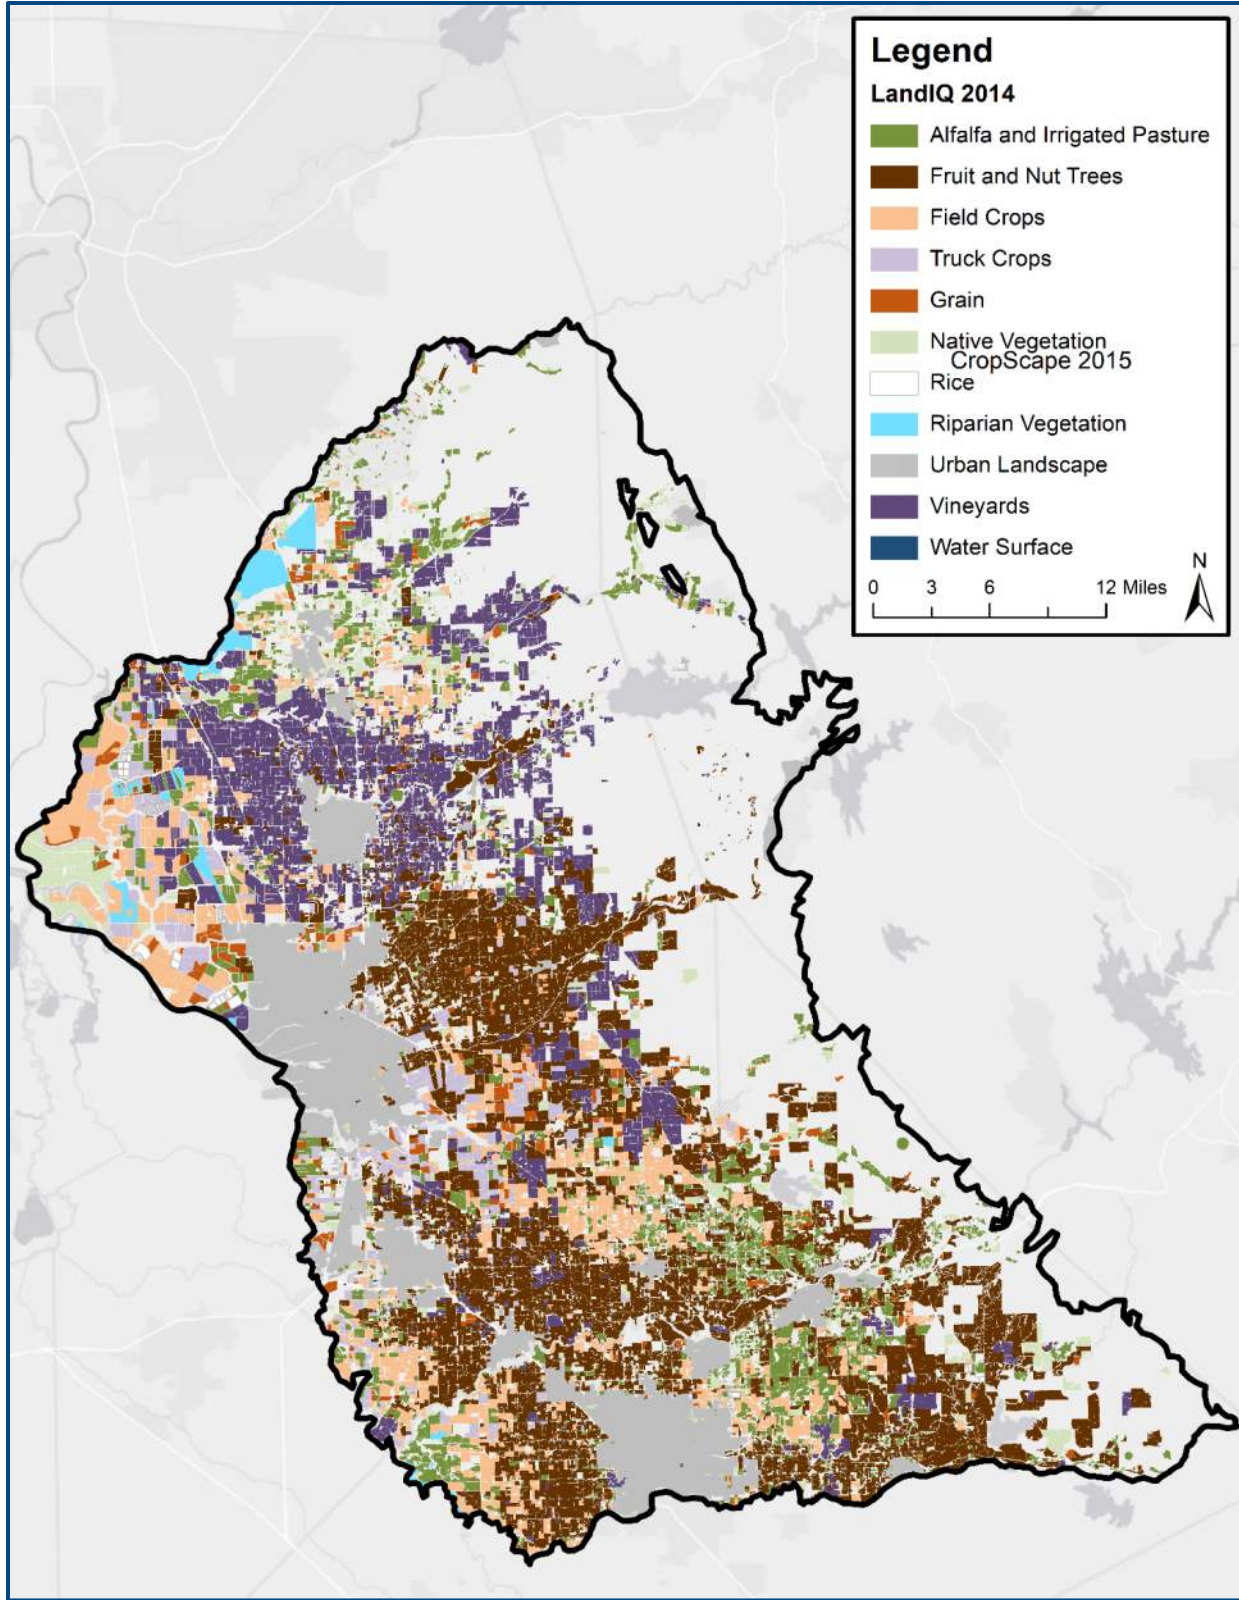 Legend
LandIQ 2014
Alfalfa and Irrigated Pasture
Fruit and Nut Trees
Field Crops
Truck Crops
Grain
Native Vegetation
CropScape 2015
Rice
Riparian Vegetation
Urban Landscape
Vineyards
Water Surface
N
0 3 6 12 Miles